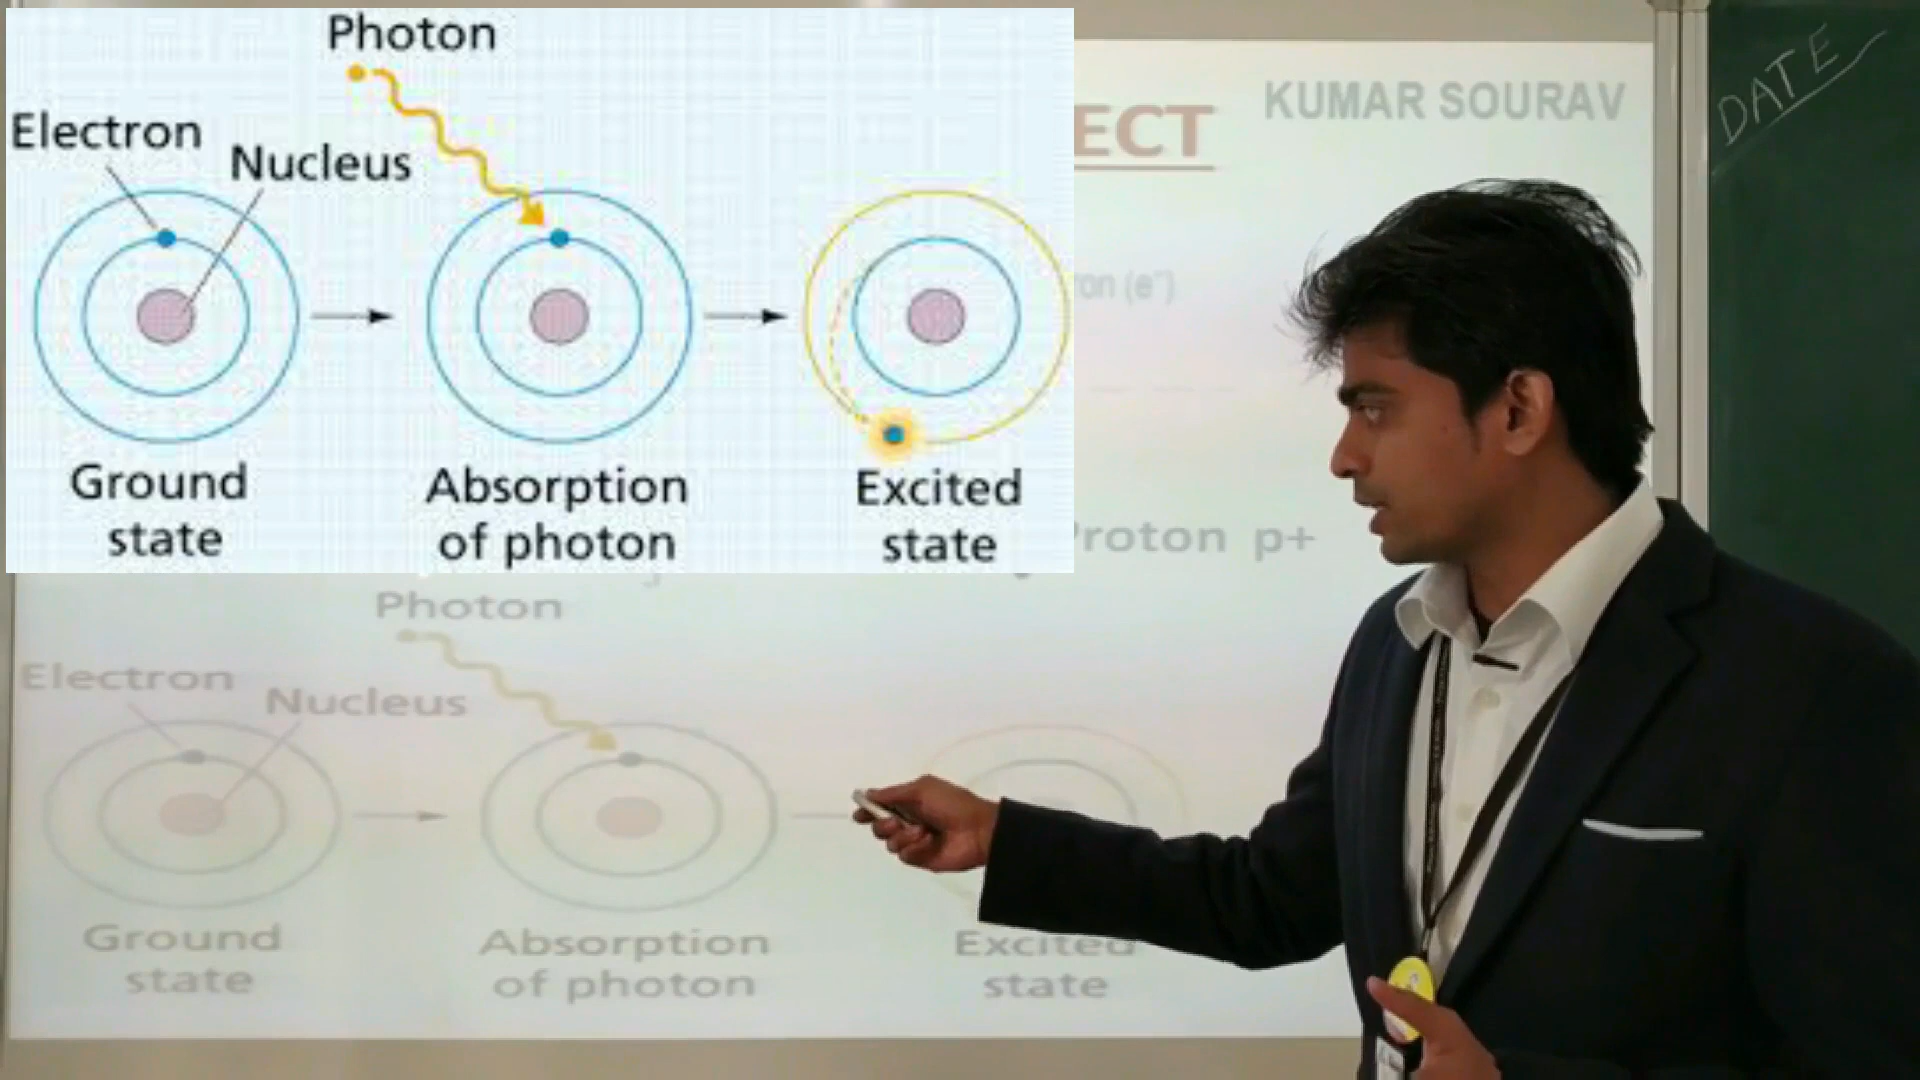 Photon
Electron
Nucleus
Ground
state
Absorption
of photon
Excited
state
ECT
KUMAR SOURAV
DATE
ron (e⁻)
Proton p+
Photon
Electron
Nucleus
Ground
state
Absorption
of photon
Excited
state